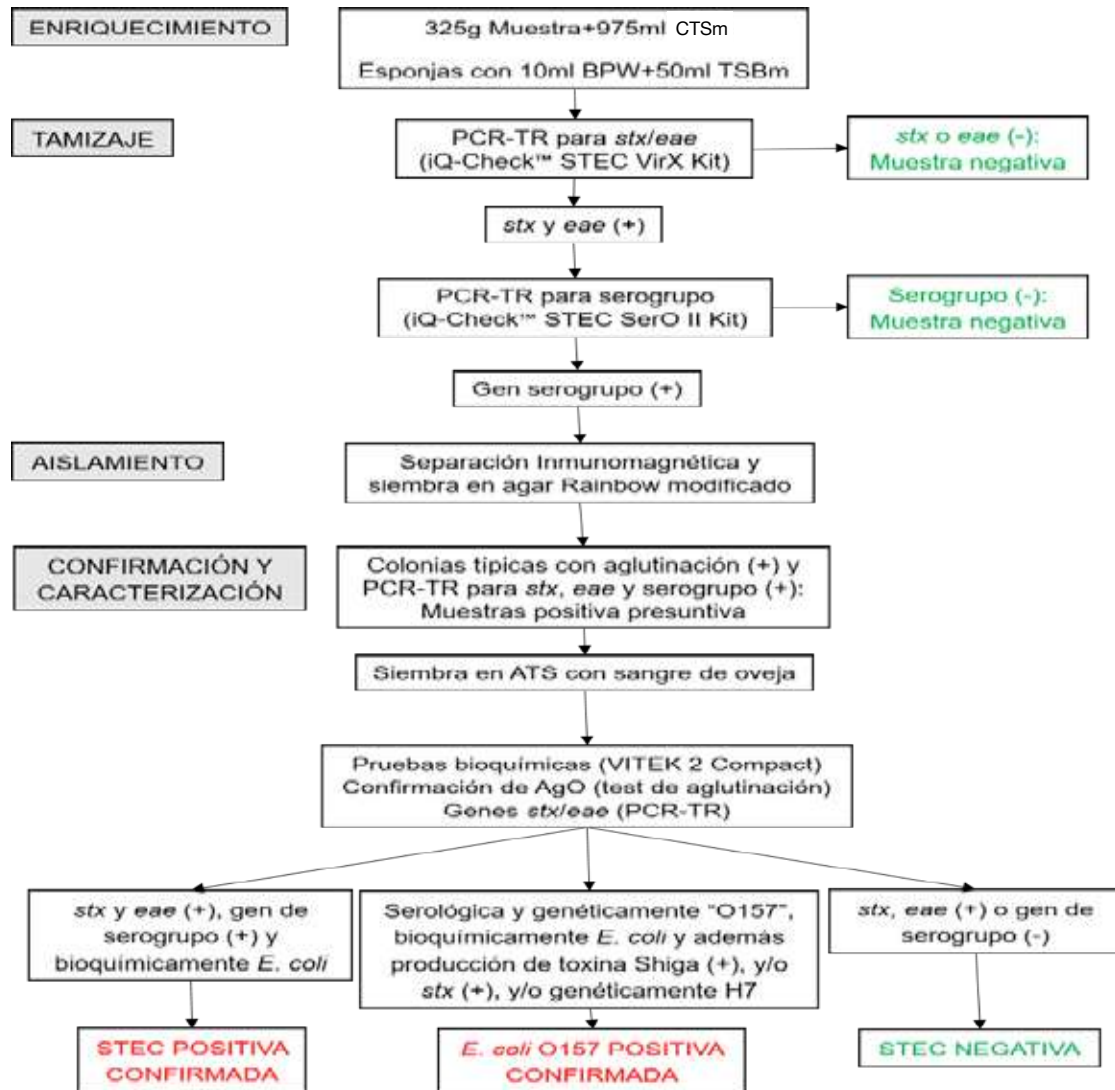 ENRIQUECIMIENTO
325g Muestra+975ml CTSm
Esponjas con 10ml BPW+50ml TSBm
TAMIZAJE
PCR-TR para stx/eae
(iQ-Check™ STEC VirX Kit)
stx o eae (-):
Muestra negativa
stx y eae (+)
PCR-TR para serogrupo
(iQ-Check™ STEC SerO II Kit)
Serogrupo (-):
Muestra negativa
Gen serogrupo (+)
AISLAMIENTO
Separación Inmunomagnética y
siembra en agar Rainbow modificado
CONFIRMACIÓN Y
CARACTERIZACIÓN
Colonias típicas con aglutinación (+) y
PCR-TR para stx, eae y serogrupo (+):
Muestras positiva presuntiva
Siembra en ATS con sangre de oveja
Pruebas bioquímicas (VITEK 2 Compact)
Confirmación de AgO (test de aglutinación)
Genes stx/eae (PCR-TR)
stx y eae (+), gen de
serogrupo (+) y
bioquímicamente E. coli
Serológica y genéticamente "O157",
bioquímicamente E. coli y además
producción de toxina Shiga (+), y/o
stx (+), y/o genéticamente H7
stx, eae (+) o gen de
serogrupo (-)
STEC POSITIVA
CONFIRMADA
E. coli O157 POSITIVA
CONFIRMADA
STEC NEGATIVA